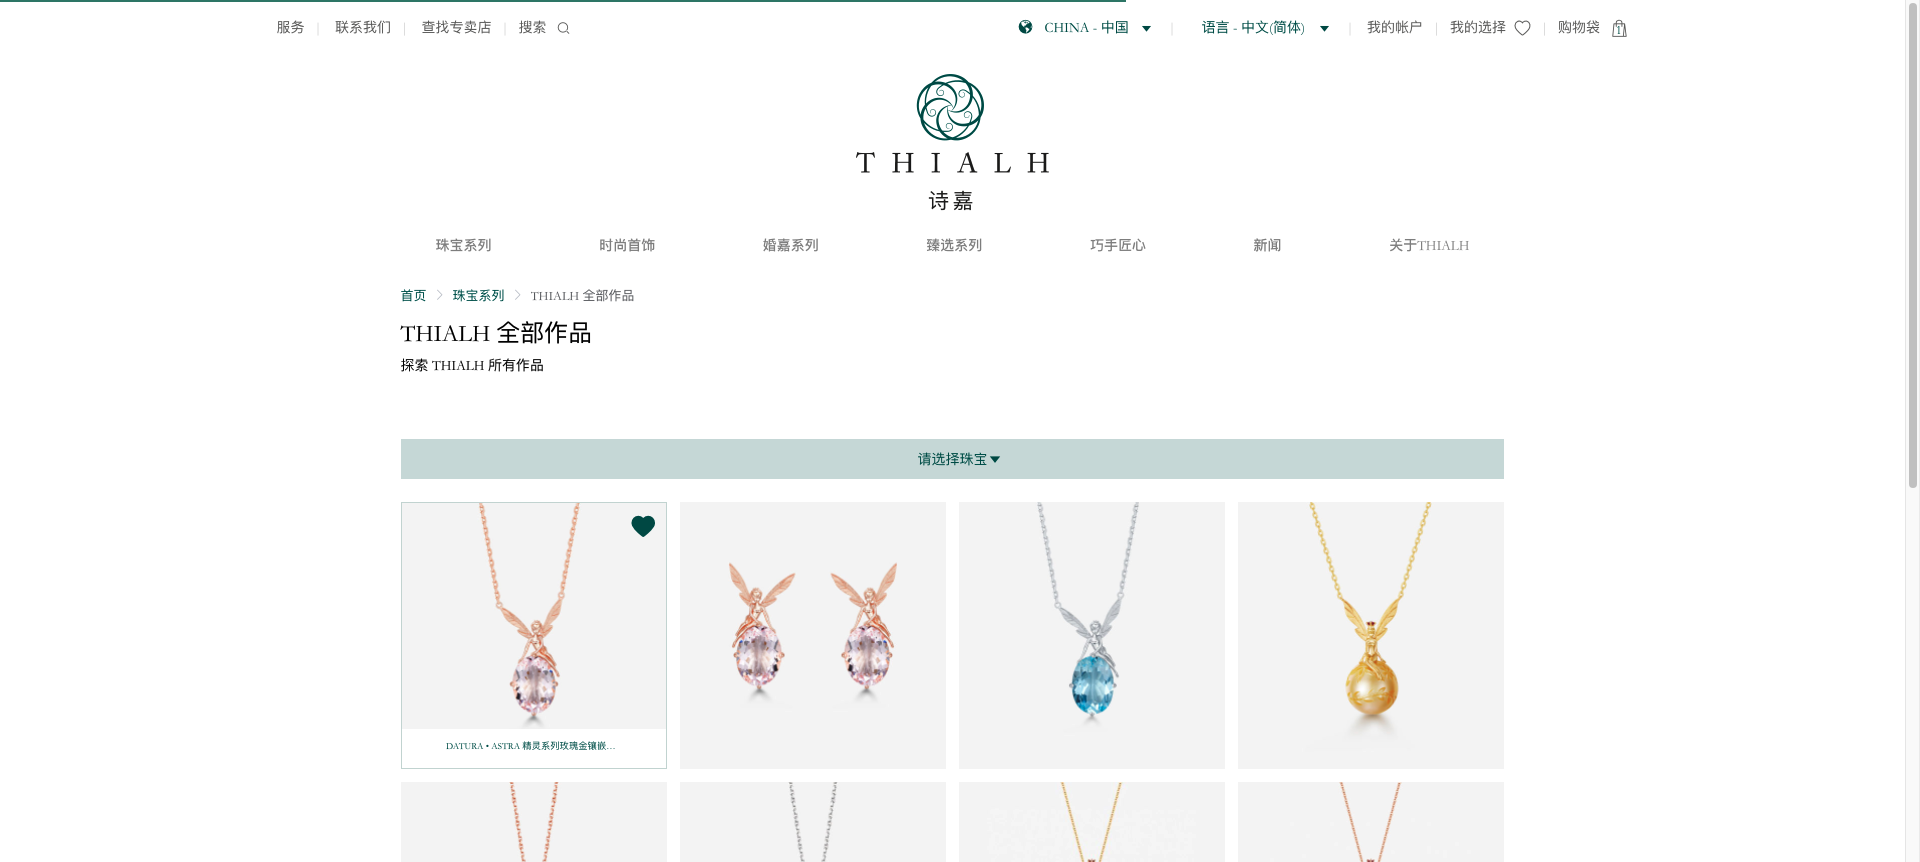 服务 | 联系我们 | 查找专卖店 | 搜索
CHINA - 中国 | 语言 - 中文(简体) | 我的帐户 | 我的选择 | 购物袋 1
THIALH
诗嘉
珠宝系列 时尚首饰 婚嘉系列 臻选系列 巧手匠心 新闻 关于THIALH
首页 > 珠宝系列 > THIALH 全部作品
THIALH 全部作品
探索 THIALH 所有作品
请选择珠宝
DATURA • ASTRA 精灵系列玫瑰金镶嵌...